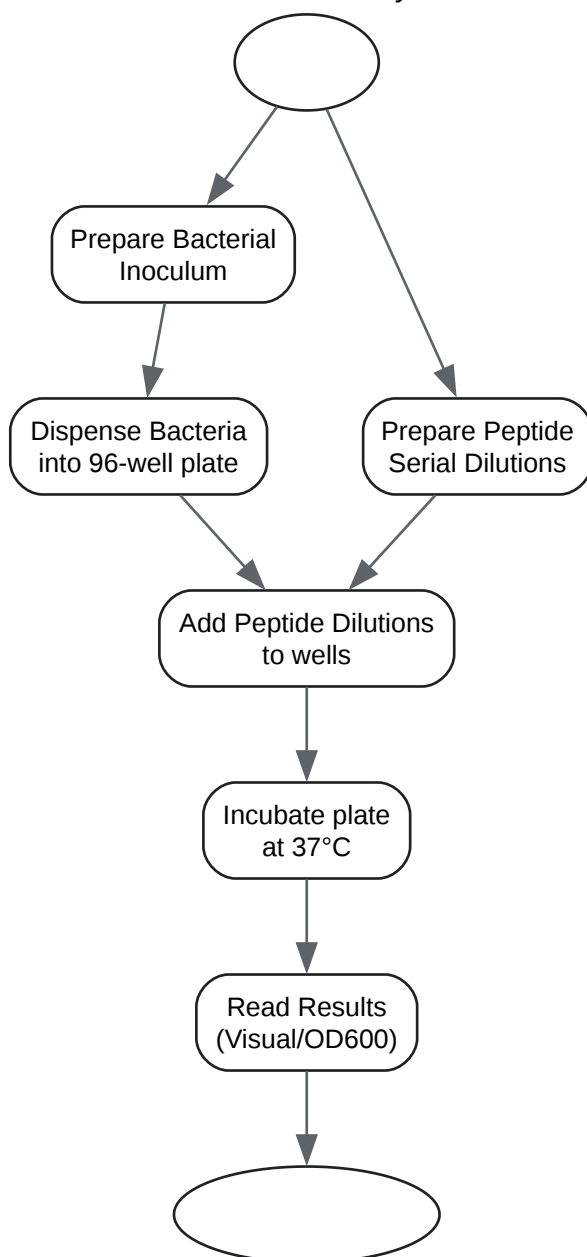 Prepare Bacterial
Inoculum
Dispense Bacteria
into 96-well plate
Prepare Peptide
Serial Dilutions
Add Peptide Dilutions
to wells
Incubate plate
at 37°C
Read Results
(Visual/OD600)